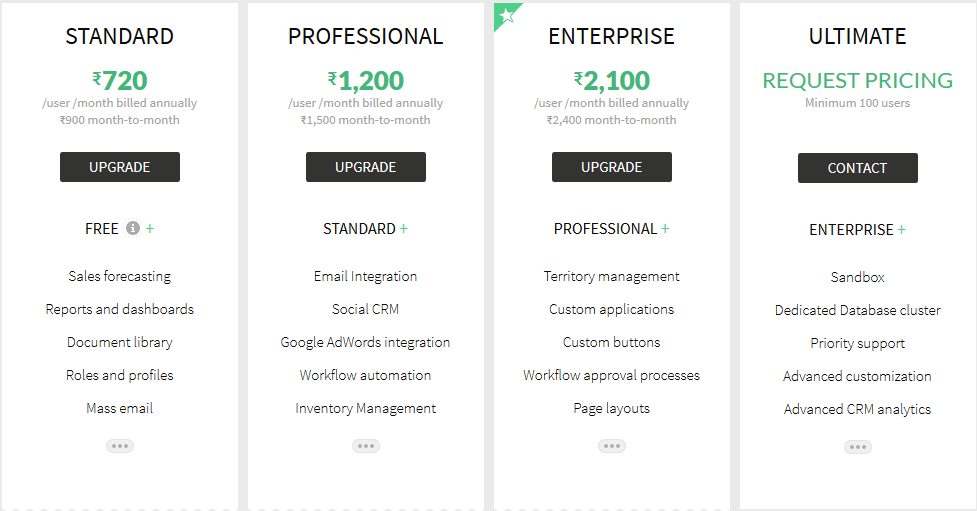 STANDARD
₹720
/user /month billed annually
₹900 month-to-month
UPGRADE
FREE +
Sales forecasting
Reports and dashboards
Document library
Roles and profiles
Mass email
PROFESSIONAL
₹1,200
/user /month billed annually
₹1,500 month-to-month
UPGRADE
STANDARD +
Email Integration
Social CRM
Google AdWords integration
Workflow automation
Inventory Management
ENTERPRISE
₹2,100
/user /month billed annually
₹2,400 month-to-month
UPGRADE
PROFESSIONAL +
Territory management
Custom applications
Custom buttons
Workflow approval processes
Page layouts
ULTIMATE
REQUEST PRICING
Minimum 100 users
CONTACT
ENTERPRISE +
Sandbox
Dedicated Database cluster
Priority support
Advanced customization
Advanced CRM analytics